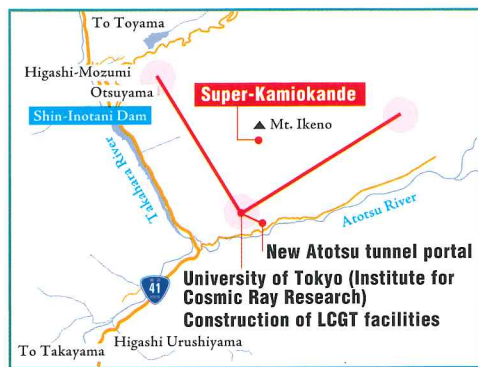 To Toyama
Higashi-Mozumi
Otsuyama
Shin-Inotani Dam
Super-Kamiokande
Mt. Ikeno
Takahara River
Atotsu River
New Atotsu tunnel portal
University of Tokyo (Institute for
Cosmic Ray Research)
Construction of LCGT facilities
41
To Takayama
Higashi Urushiyama